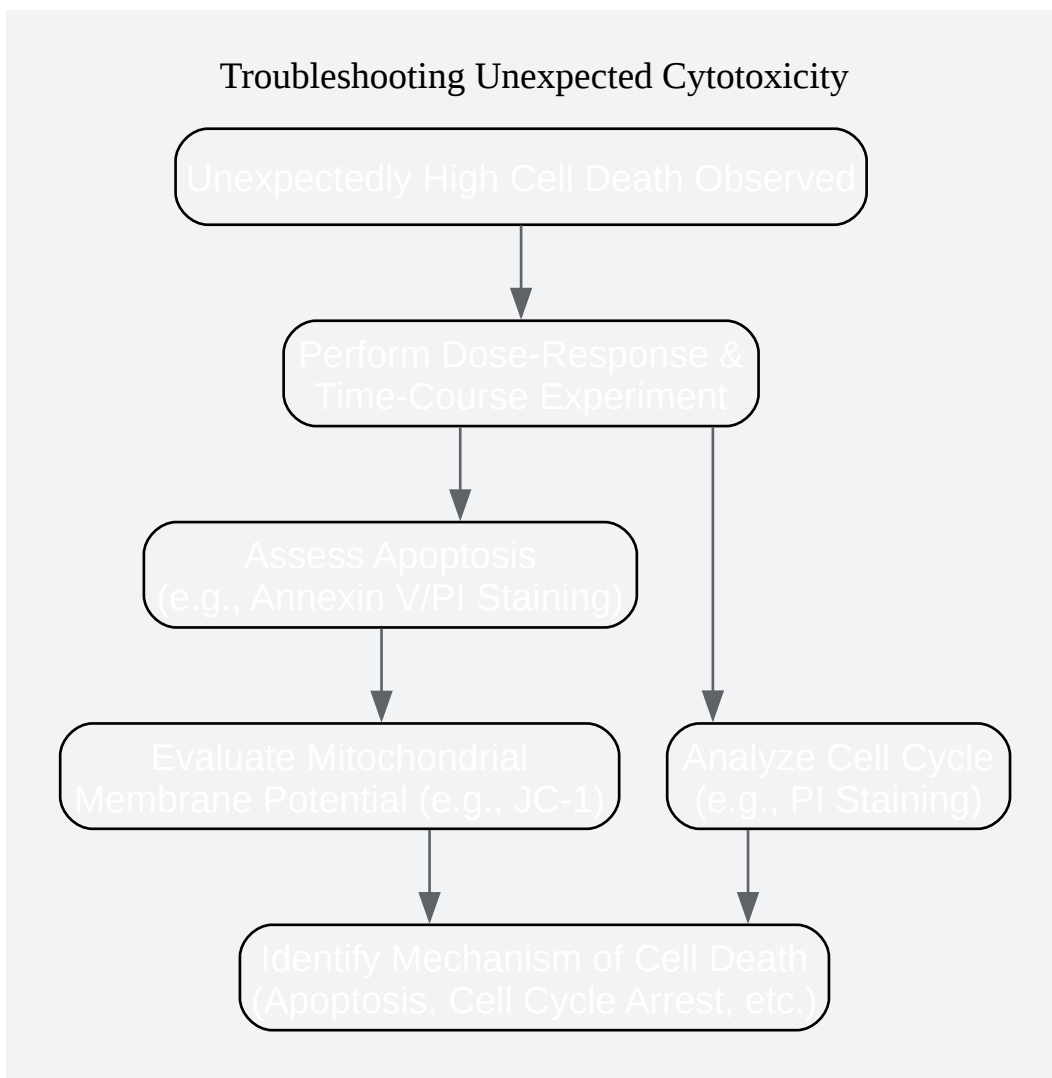 Troubleshooting Unexpected Cytotoxicity
Unexpectedly High Cell Death Observed
Perform Dose-Response &
Time-Course Experiment
Assess Apoptosis
(e.g., Annexin V/PI Staining)
Evaluate Mitochondrial
Membrane Potential (e.g., JC-1)
Analyze Cell Cycle
(e.g., PI Staining)
Identify Mechanism of Cell Death
(Apoptosis, Cell Cycle Arrest, etc.)